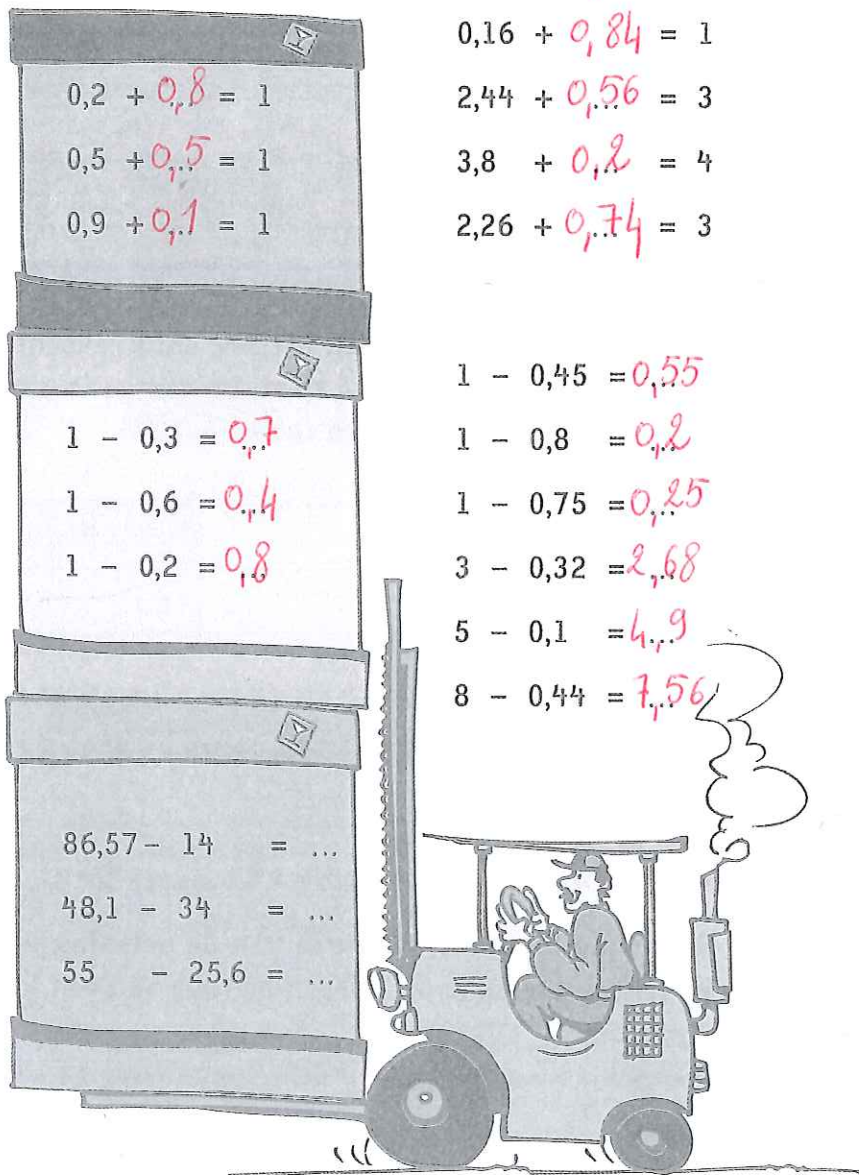 0,2 + 0,8 = 1
0,5 + 0,5 = 1
0,9 + 0,1 = 1
0,16 + 0,84 = 1
2,44 + 0,56 = 3
3,8 + 0,2 = 4
2,26 + 0,74 = 3
1 - 0,3 = 0,7
1 - 0,6 = 0,4
1 - 0,2 = 0,8
1 - 0,45 = 0,55
1 - 0,8 = 0,2
1 - 0,75 = 0,25
3 - 0,32 = 2,68
5 - 0,1 = 4,9
8 - 0,44 = 7,56
86,57 - 14 = ...
48,1 - 34 = ...
55 - 25,6 = ...